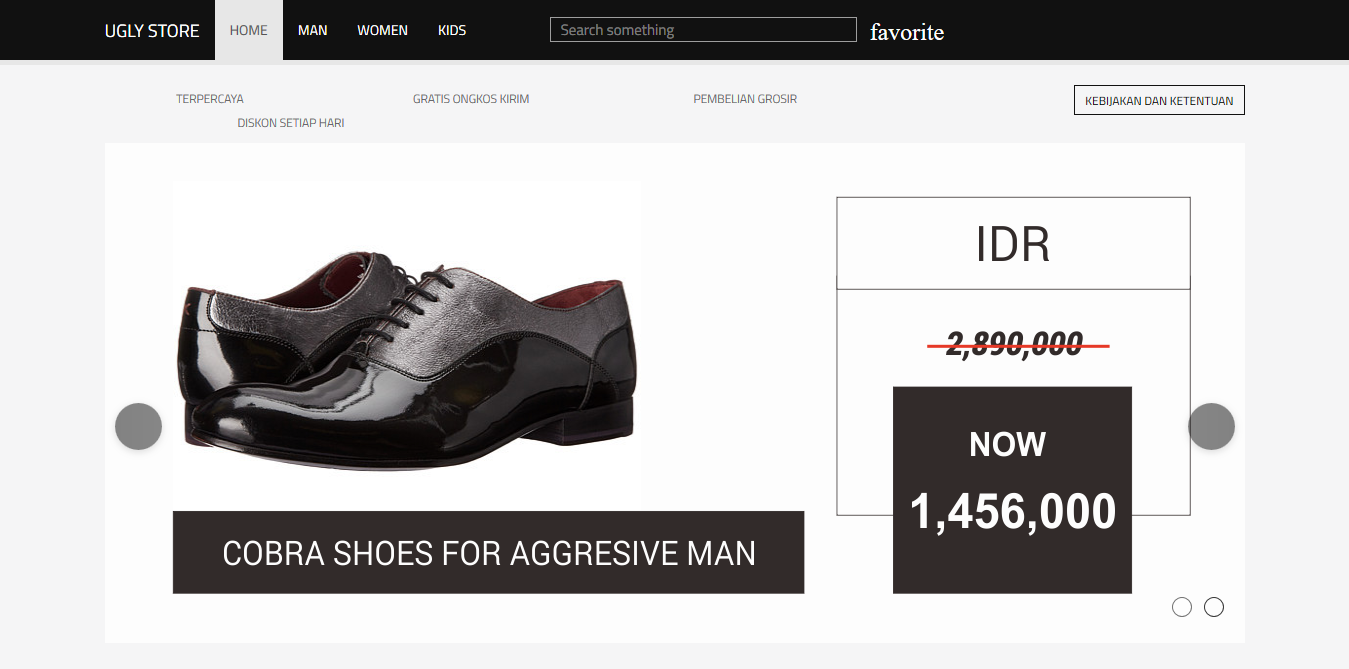 UGLY STORE HOME MAN WOMEN KIDS Search something favorite
TERPERCAYA GRATIS ONGKOS KIRIM PEMBELIAN GROSIR KEBIJAKAN DAN KETENTUAN
DISKON SETIAP HARI
IDR
2,890,000
NOW
1,456,000
COBRA SHOES FOR AGGRESIVE MAN